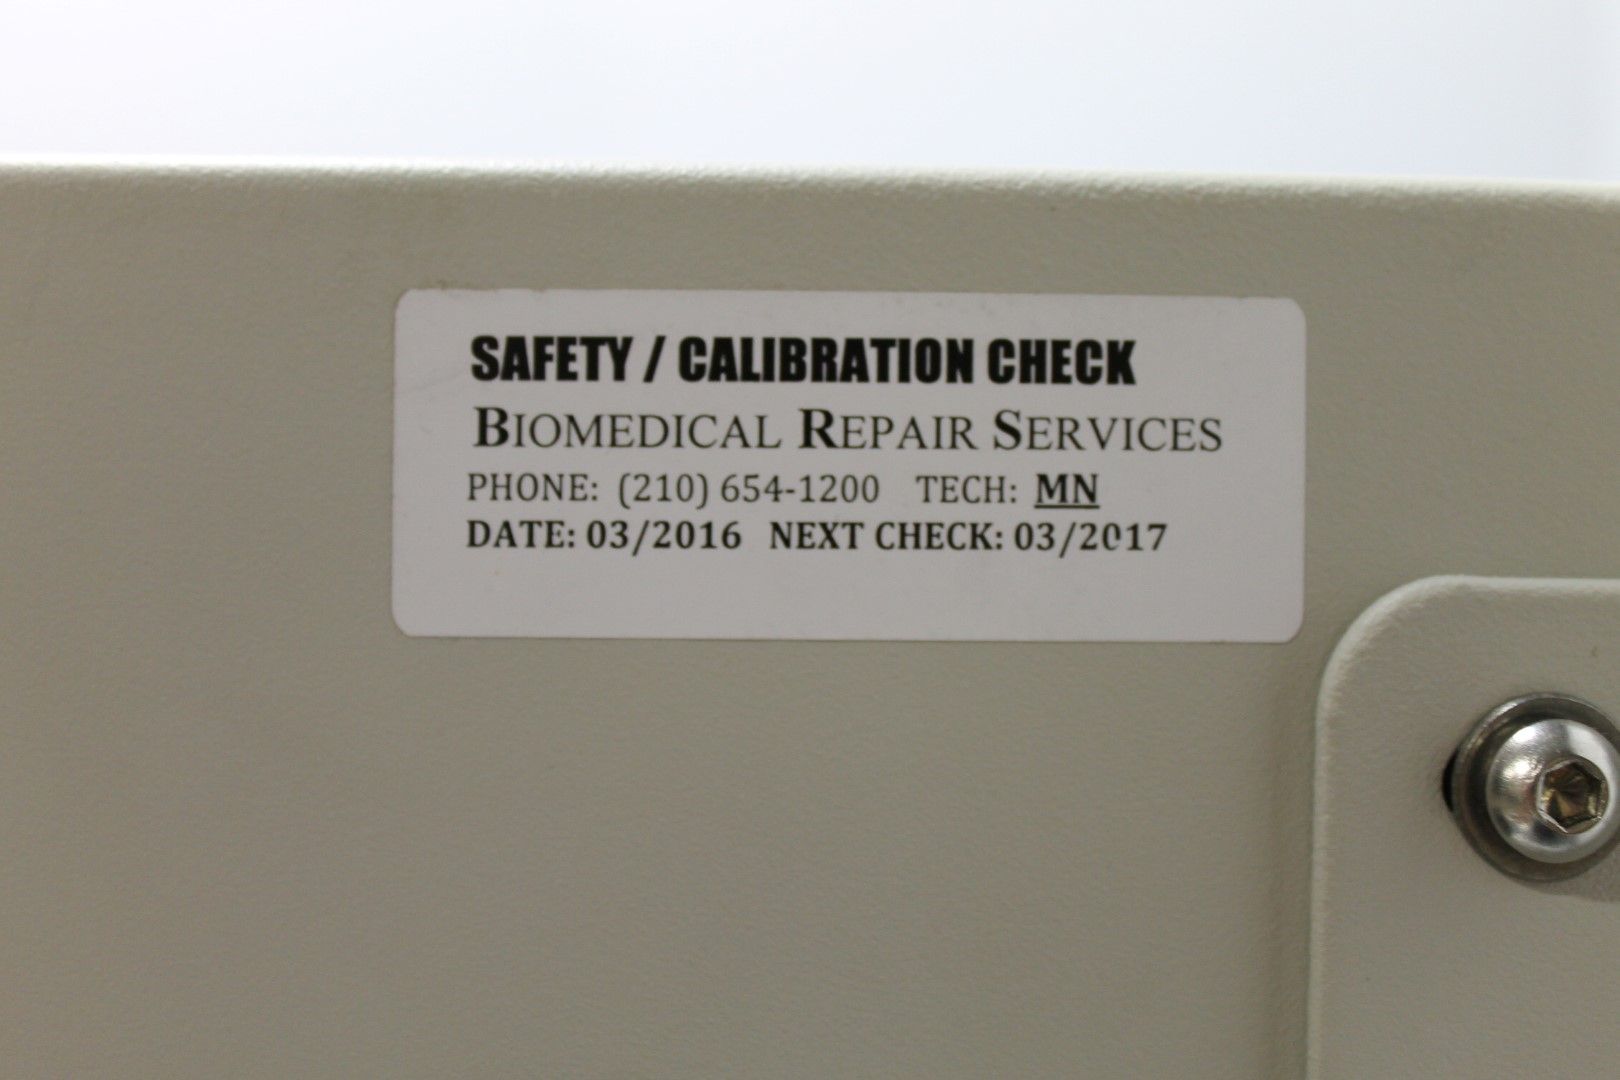 SAFETY / CALIBRATION CHECK
BIOMEDICAL REPAIR SERVICES
PHONE: (210) 654-1200 TECH: MN
DATE: 03/2016 NEXT CHECK: 03/2017